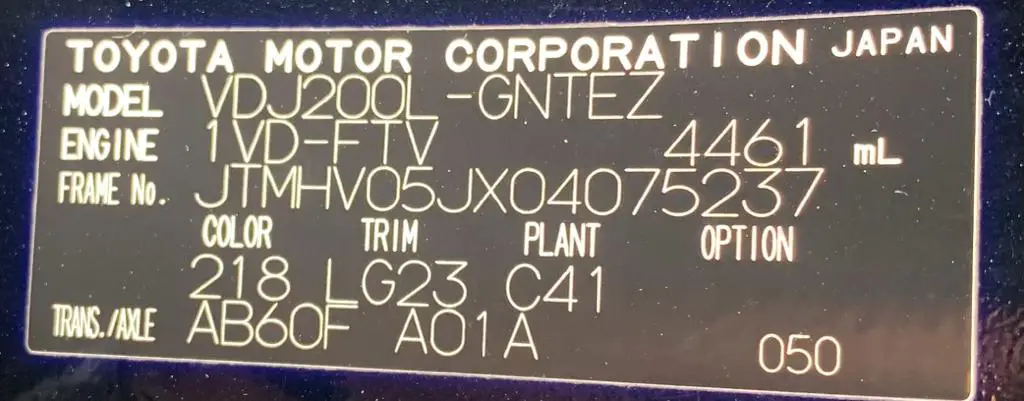 TOYOTA MOTOR CORPORATION JAPAN
MODEL VDJ200L-GNTEZ
ENGINE 1VD-FTV 4461 mL
FRAME No. JTMHV05JX04075237
COLOR TRIM PLANT OPTION
218 LG23 C41
TRANS./AXLE AB60F A01A
050